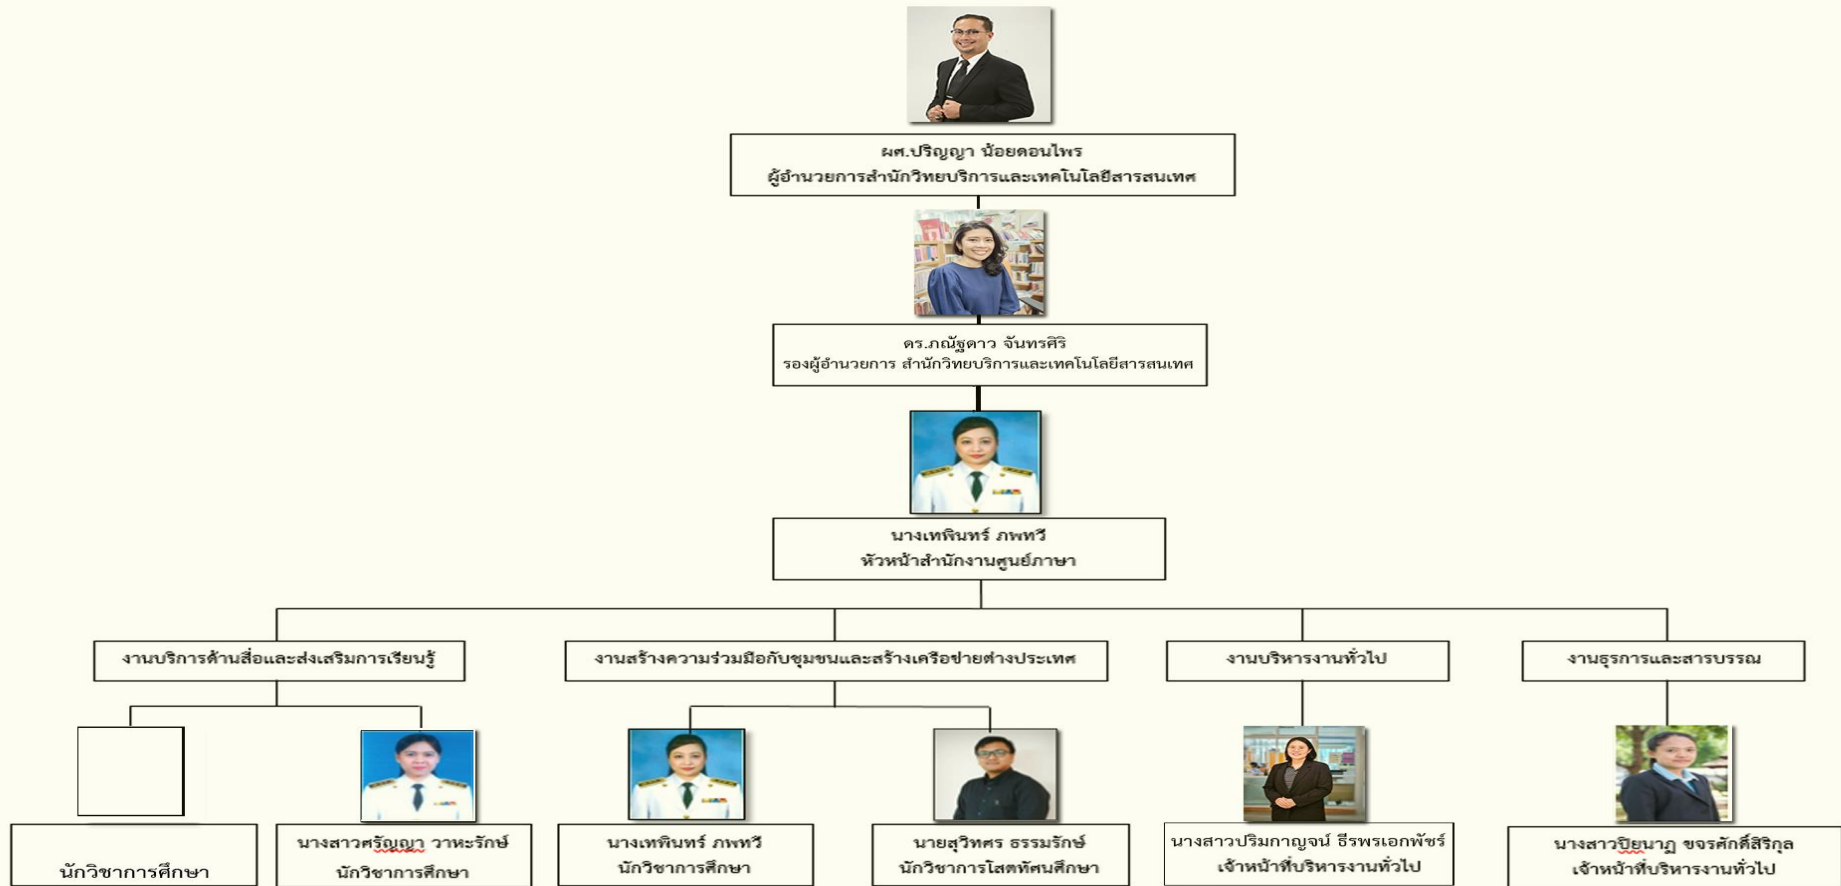 ผศ.ปริญญา น้อยดอนไพร
ผู้อำนวยการสำนักวิทยบริการและเทคโนโลยีสารสนเทศ
ดร.ภณัฐดาว จันทรศิริ
รองผู้อำนวยการ สำนักวิทยบริการและเทคโนโลยีสารสนเทศ
นางเทพินทร์ ภพทวี
หัวหน้าสำนักงานศูนย์ภาษา
งานบริการด้านสื่อและส่งเสริมการเรียนรู้
งานสร้างความร่วมมือกับชุมชนและสร้างเครือข่ายต่างประเทศ
งานบริหารงานทั่วไป
งานธุรการและสารบรรณ
นักวิชาการศึกษา
นางสาวศรัญญา วาหะรักษ์
นักวิชาการศึกษา
นางเทพินทร์ ภพทวี
นักวิชาการศึกษา
นายสุวิทศร ธรรมรักษ์
นักวิชาการโสตทัศนศึกษา
นางสาวปริมกาญจน์ ธีรพรเอกพัชร์
เจ้าหน้าที่บริหารงานทั่วไป
นางสาวปิยนาฏ ขจรศักดิ์สิริกุล
เจ้าหน้าที่บริหารงานทั่วไป